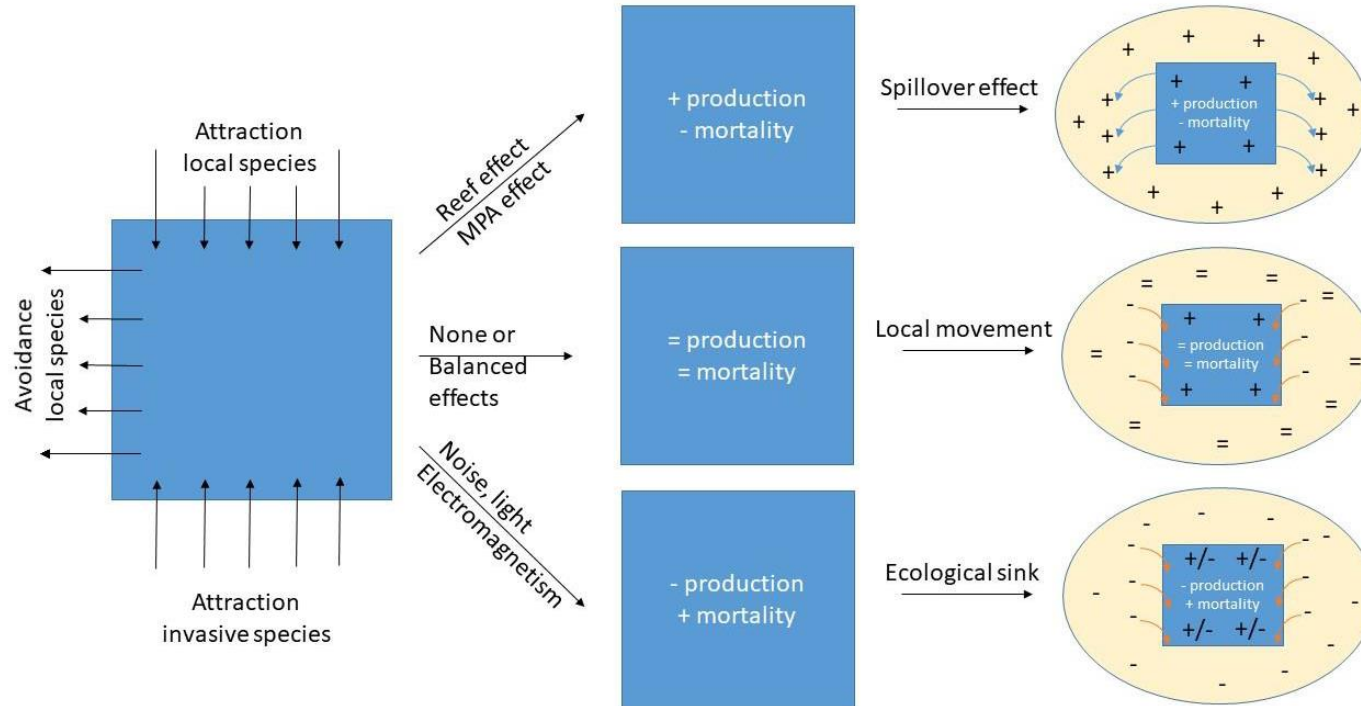 Attraction
local species
Avoidance
local species
Attraction
invasive species
Reef effect
MPA effect
None or
Balanced
effects
Noise, light
Electromagnetism
+ production
- mortality
= production
= mortality
- production
+ mortality
Spillover effect
Local movement
Ecological sink
+ + + +
+ +
+ + + +
+ production
- mortality
+ +
+ + + +
+ + + +
= = = =
- + + -
= - = production - =
= mortality
- + + -
= = = =
- - - -
- +/- +/- -
- - - production - -
+ mortality
- +/- +/- -
- - - -